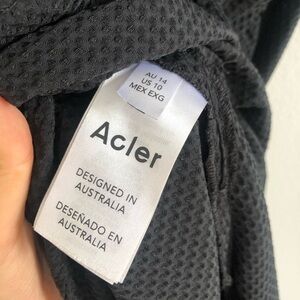 AU 14
US 10
MEX EXG
Acler
DESIGNED IN
AUSTRALIA
DESEÑADO EN
AUSTRALIA